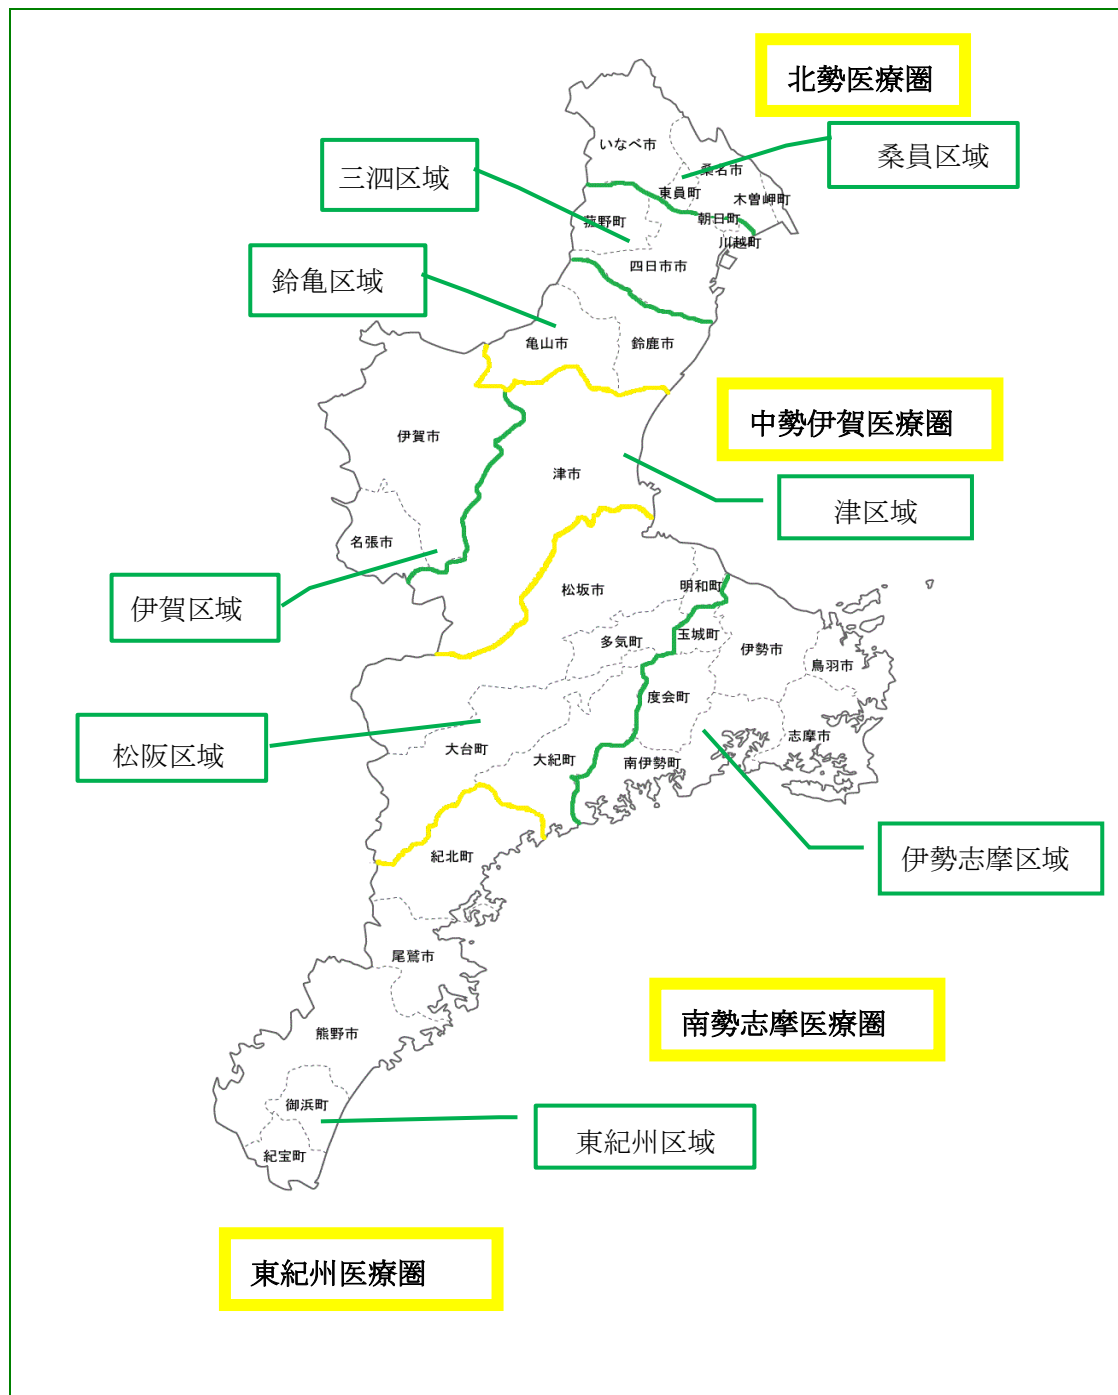 北勢医療圏
桑員区域
いなべ市
三泗区域
桑名市
東員町
木曽岬町
菰野町
朝日町
川越町
四日市市
鈴亀区域
亀山市
鈴鹿市
中勢伊賀医療圏
伊賀市
津市
津区域
名張市
伊賀区域
松坂市
明和町
多気町
玉城町
伊勢市
鳥羽市
度会町
松阪区域
大台町
大紀町
南伊勢町
志摩市
伊勢志摩区域
紀北町
尾鷲市
南勢志摩医療圏
熊野市
御浜町
東紀州区域
紀宝町
東紀州医療圏